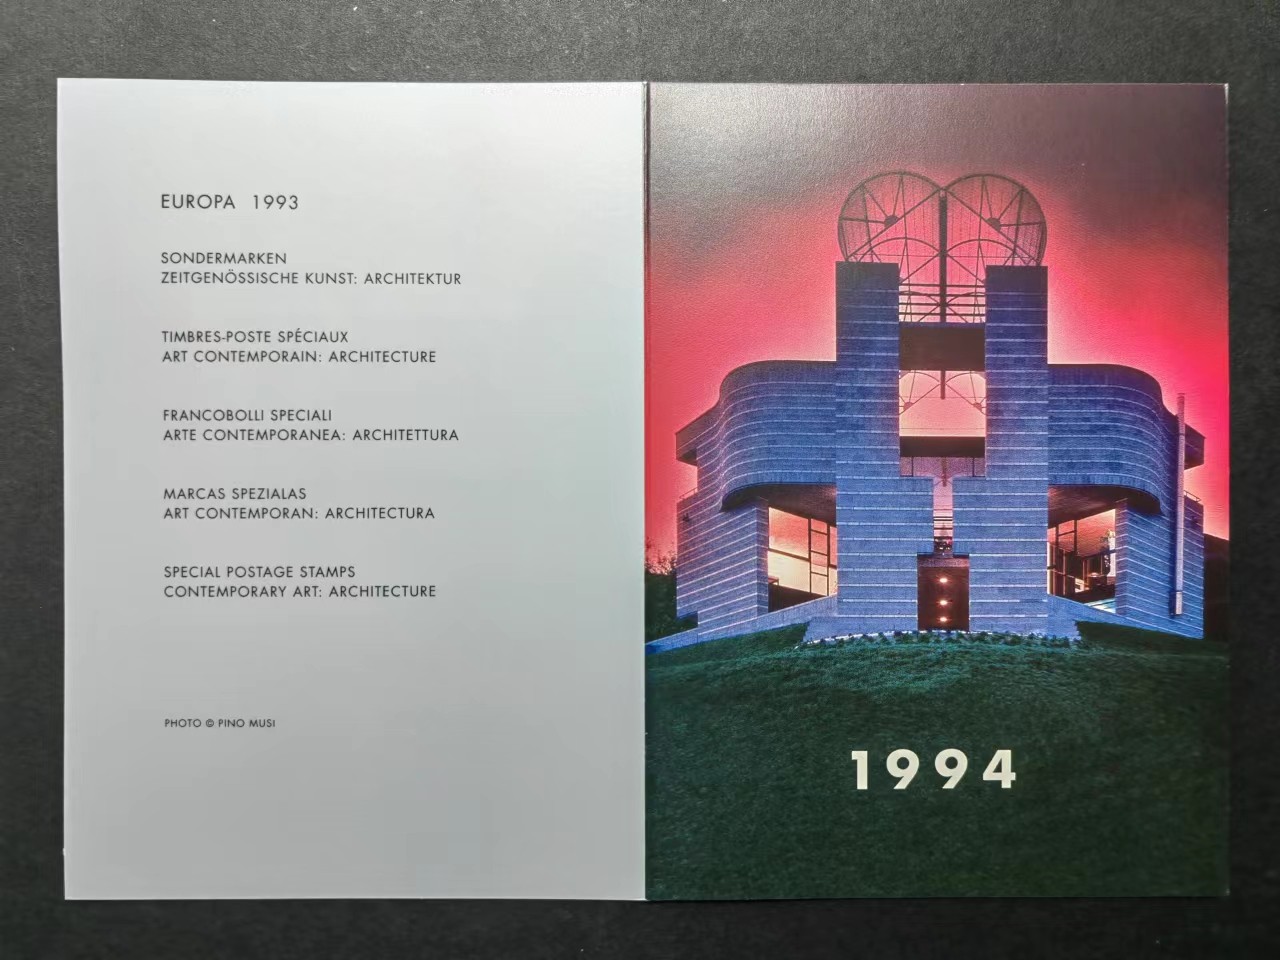 EUROPA 1993
SONDERMARKEN
ZEITGENÖSSISCHE KUNST: ARCHITEKTUR
TIMBRES-POSTE SPÉCIAUX
ART CONTEMPORAIN: ARCHITECTURE
FRANCOBOLLI SPECIALI
ARTE CONTEMPORANEA: ARCHITETTURA
MARCAS SPEZIALAS
ART CONTEMPORAN: ARCHITECTURA
SPECIAL POSTAGE STAMPS
CONTEMPORARY ART: ARCHITECTURE
PHOTO © PINO MUSI
1994